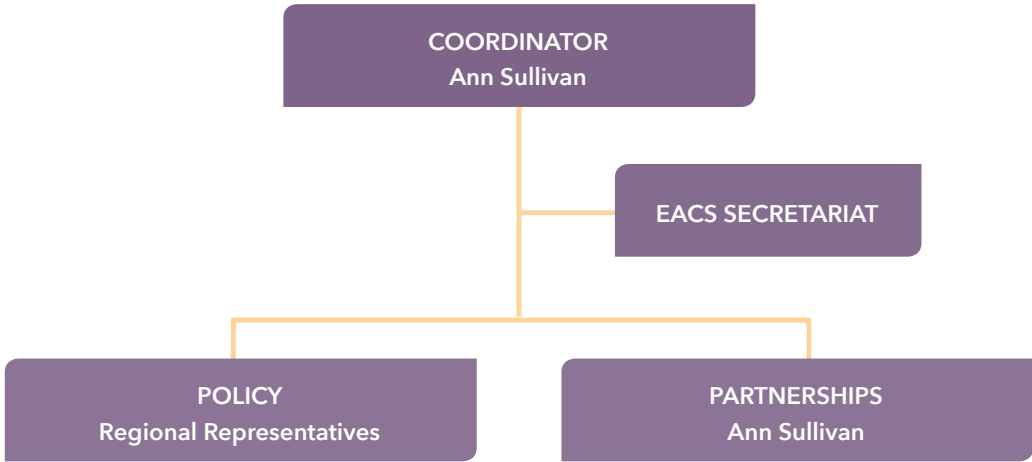 COORDINATOR
Ann Sullivan
EACS SECRETARIAT
POLICY
Regional Representatives
PARTNERSHIPS
Ann Sullivan